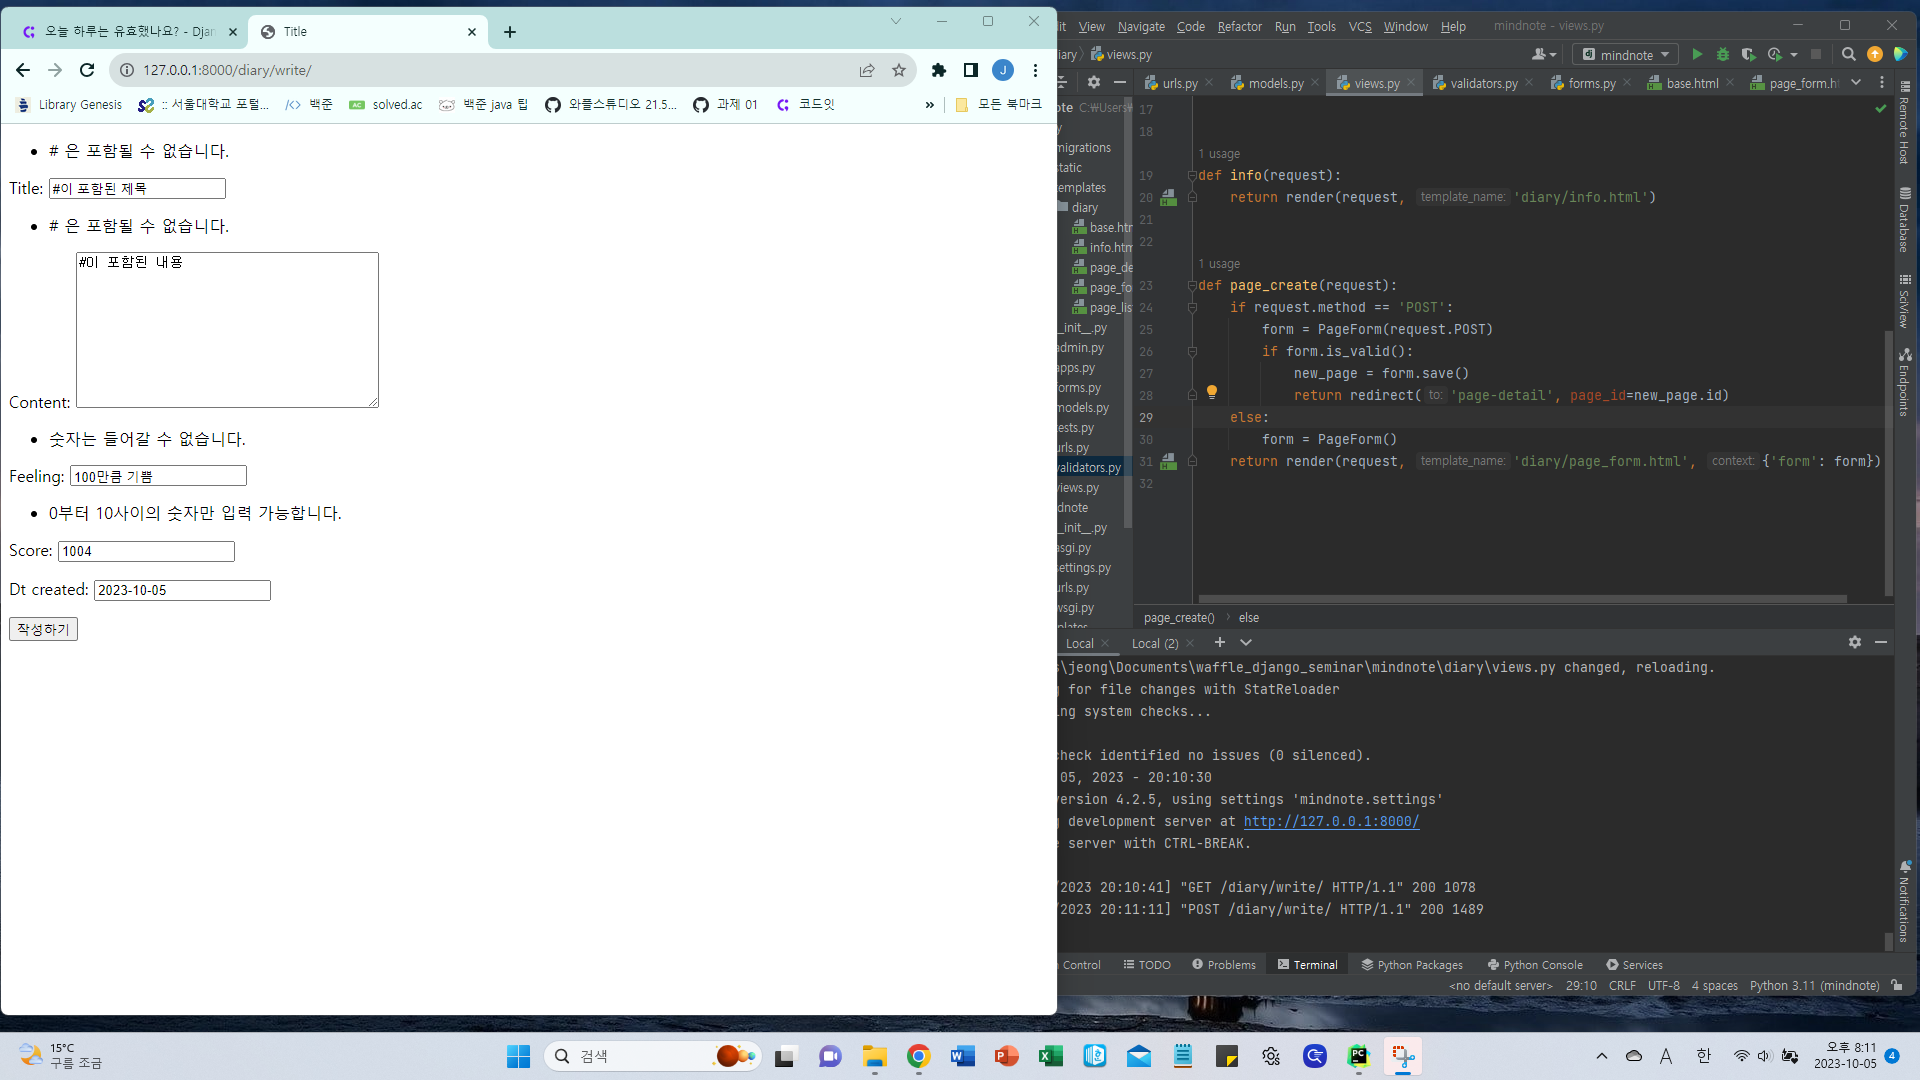 오늘 하루는 유효했나요? - Djan
Title
127.0.0.1:8000/diary/write/
J
Library Genesis
:: 서울대학교 포털...
백준
solved.ac
백준 java 팁
와플스튜디오 21.5...
과제 01
코드잇
»
모든 북마크
# 은 포함될 수 없습니다.
Title: #이 포함된 제목
# 은 포함될 수 없습니다.
Content: #이 포함된 내용
숫자는 들어갈 수 없습니다.
Feeling: 100만큼 기쁨
0부터 10사이의 숫자만 입력 가능합니다.
Score: 1004
Dt created: 2023-10-05
작성하기
it View Navigate Code Refactor Run Tools VCS Window Help mindnote - views.py
iary views.py mindnote
urls.py models.py views.py validators.py forms.py base.html page_form.h
ote C:₩Users₩
y
migrations
static
emplates
diary
base.htm
info.htm
page_de
page_fo
page_lis
_init_.py
admin.py
apps.py
orms.py
models.py
ests.py
urls.py
validators.py
views.py
dnote
_init_.py
asgi.py
settings.py
urls.py
wsgi.py
plates
17
18
1 usage
19 def info(request):
20 return render(request, template_name: 'diary/info.html')
21
22
1 usage
23 def page_create(request):
24 if request.method == 'POST':
25 form = PageForm(request.POST)
26 if form.is_valid():
27 new_page = form.save()
28 return redirect( to: 'page-detail', page_id=new_page.id)
29 else:
30 form = PageForm()
31 return render(request, template_name: 'diary/page_form.html', context: {'form': form})
32
page_create() else
Remote Host
Database
SciView
Endpoints
Notifications
Local Local (2)
s\jeong\Documents\waffle_django_seminar\mindnote\diary\views.py changed, reloading.
g for file changes with StatReloader
ing system checks...
check identified no issues (0 silenced).
05, 2023 - 20:10:30
version 4.2.5, using settings 'mindnote.settings'
g development server at http://127.0.0.1:8000/
e server with CTRL-BREAK.
/2023 20:10:41] "GET /diary/write/ HTTP/1.1" 200 1078
/2023 20:11:11] "POST /diary/write/ HTTP/1.1" 200 1489
n Control TODO Problems Terminal Python Packages Python Console Services
<no default server> 29:10 CRLF UTF-8 4 spaces Python 3.11 (mindnote)
15°C
구름 조금
검색
A 한
오후 8:11
2023-10-05
4